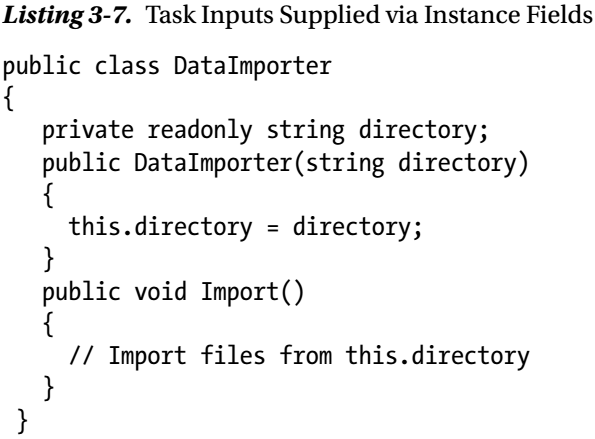 Listing 3-7. Task Inputs Supplied via Instance Fields
public class DataImporter
{
   private readonly string directory;
   public DataImporter(string directory)
   {
     this.directory = directory;
   }
   public void Import()
   {
     // Import files from this.directory
   }
 }